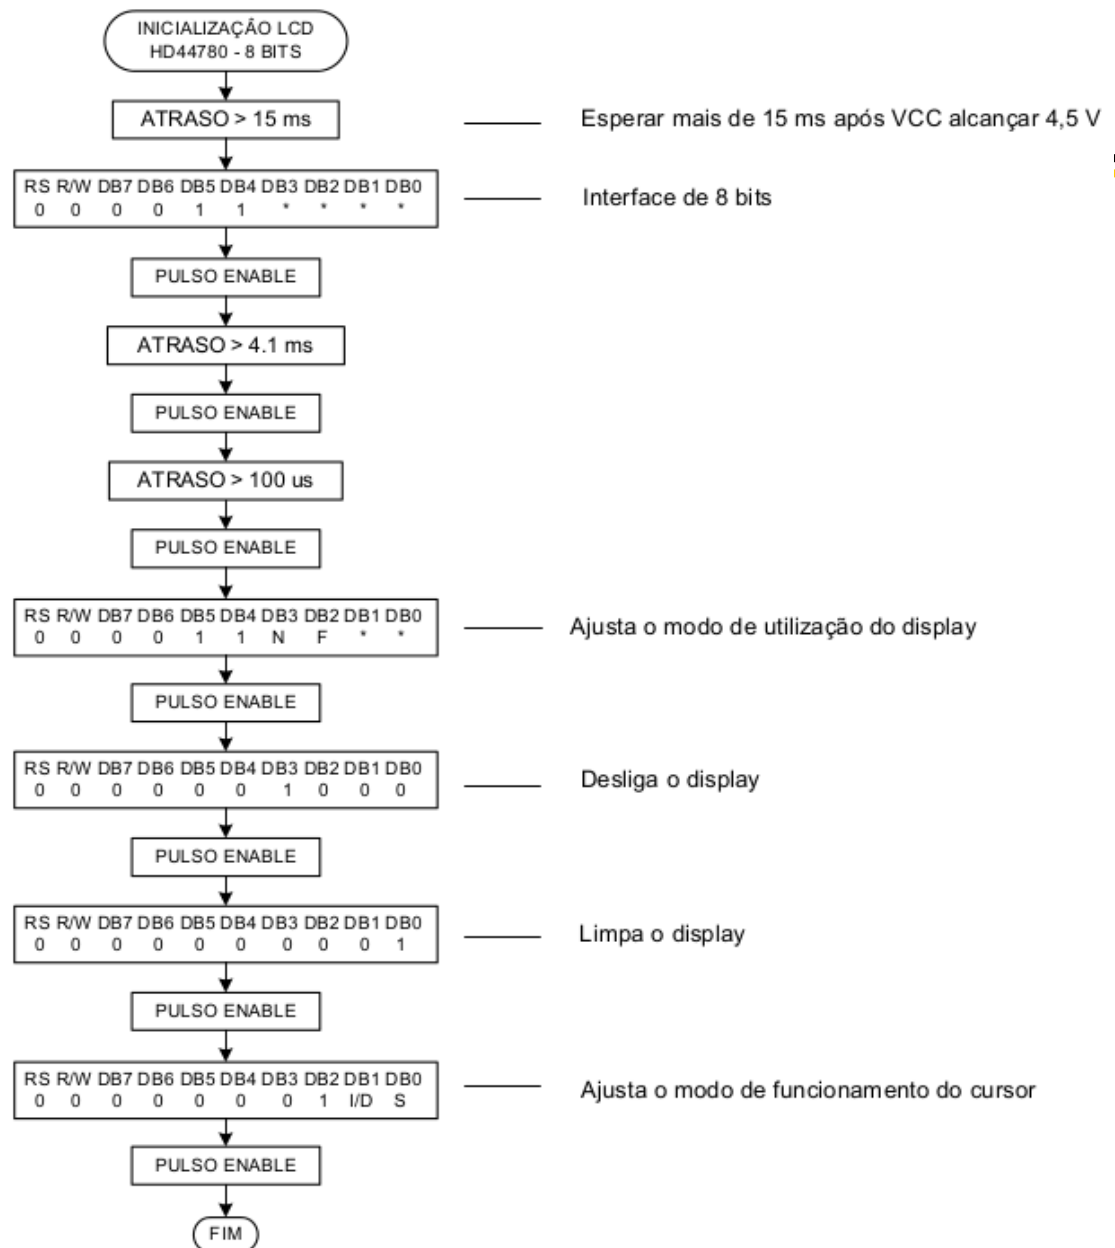 INICIALIZAÇÃO LCD
HD44780 - 8 BITS
ATRASO > 15 ms
Esperar mais de 15 ms após VCC alcançar 4,5 V
RS R/W DB7 DB6 DB5 DB4 DB3 DB2 DB1 DB0
0 0 0 0 1 1 * * * *
Interface de 8 bits
PULSO ENABLE
ATRASO > 4.1 ms
PULSO ENABLE
ATRASO > 100 us
PULSO ENABLE
RS R/W DB7 DB6 DB5 DB4 DB3 DB2 DB1 DB0
0 0 0 0 1 1 N F * *
Ajusta o modo de utilização do display
PULSO ENABLE
RS R/W DB7 DB6 DB5 DB4 DB3 DB2 DB1 DB0
0 0 0 0 0 0 1 0 0 0
Desliga o display
PULSO ENABLE
RS R/W DB7 DB6 DB5 DB4 DB3 DB2 DB1 DB0
0 0 0 0 0 0 0 0 0 1
Limpa o display
PULSO ENABLE
RS R/W DB7 DB6 DB5 DB4 DB3 DB2 DB1 DB0
0 0 0 0 0 0 0 1 I/D S
Ajusta o modo de funcionamento do cursor
PULSO ENABLE
FIM